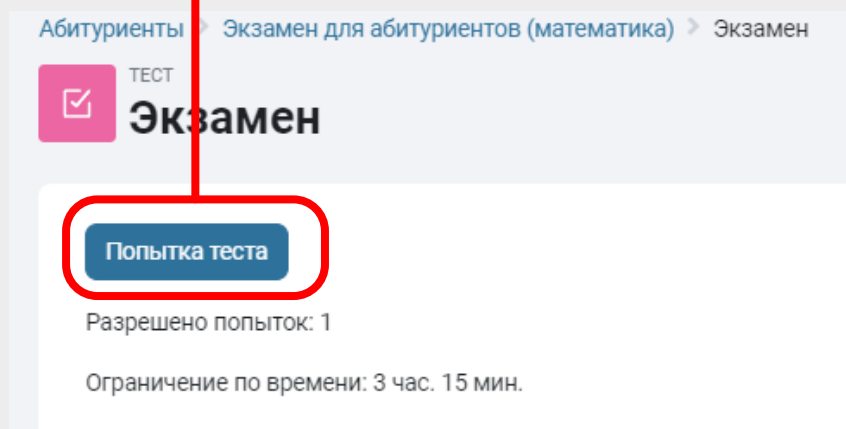 Абитуриенты > Экзамен для абитуриентов (математика) > Экзамен
ТЕСТ
Экзамен
Попытка теста
Разрешено попыток: 1
Ограничение по времени: 3 час. 15 мин.